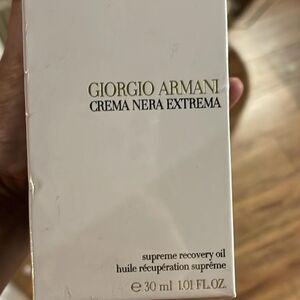 GIORGIO ARMANI
CREMA NERA EXTREMA
supreme recovery oil
huile récupération suprême
℮ 30 ml 1.01 FL.OZ.